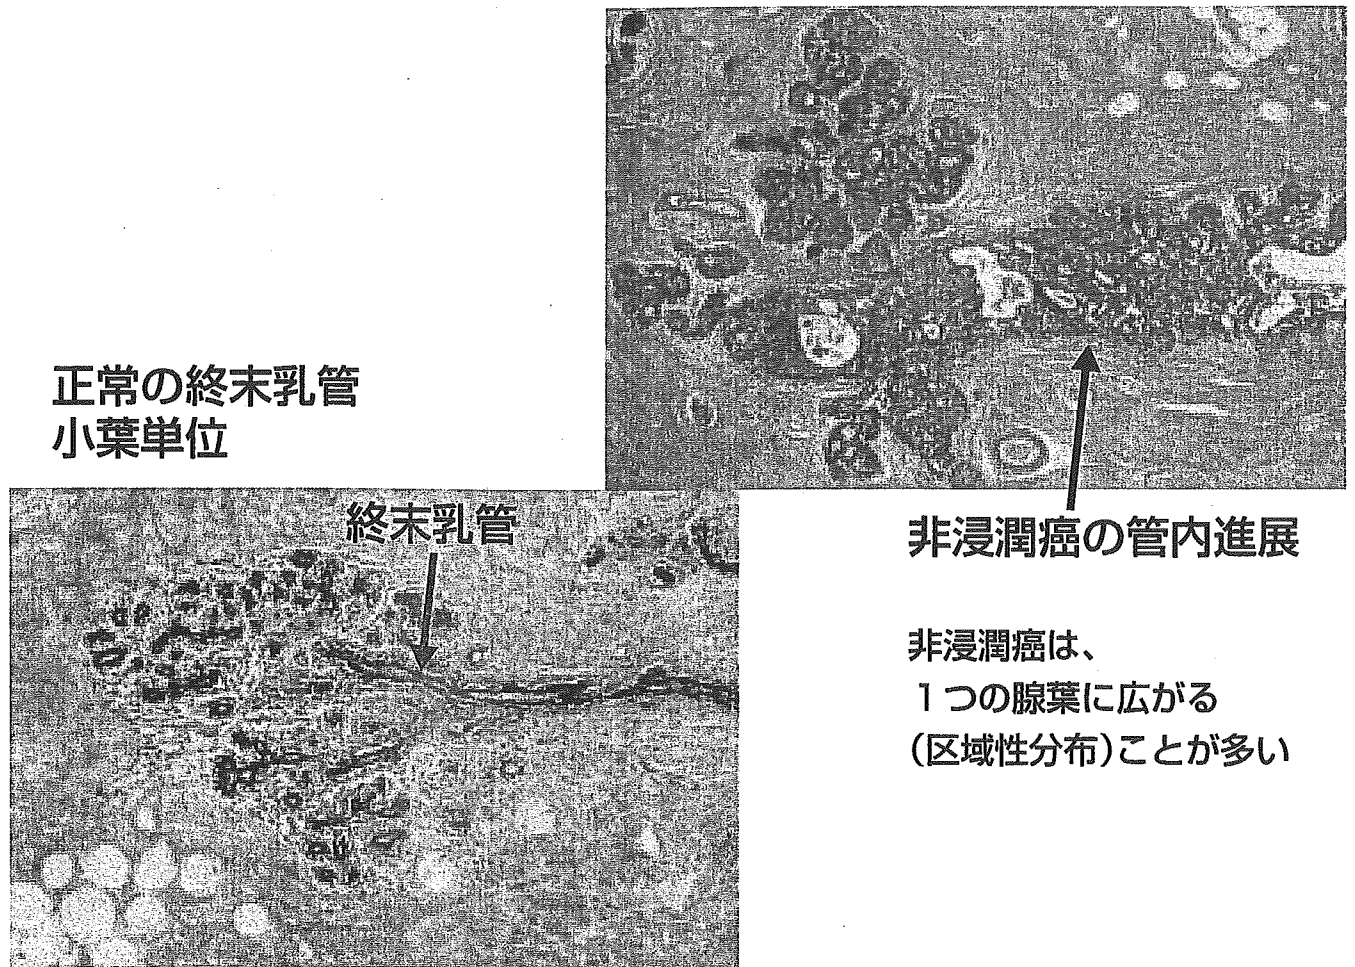 正常の終末乳管
小葉単位
終末乳管
非浸潤癌の管内進展
非浸潤癌は、
１つの腺葉に広がる
（区域性分布）ことが多い